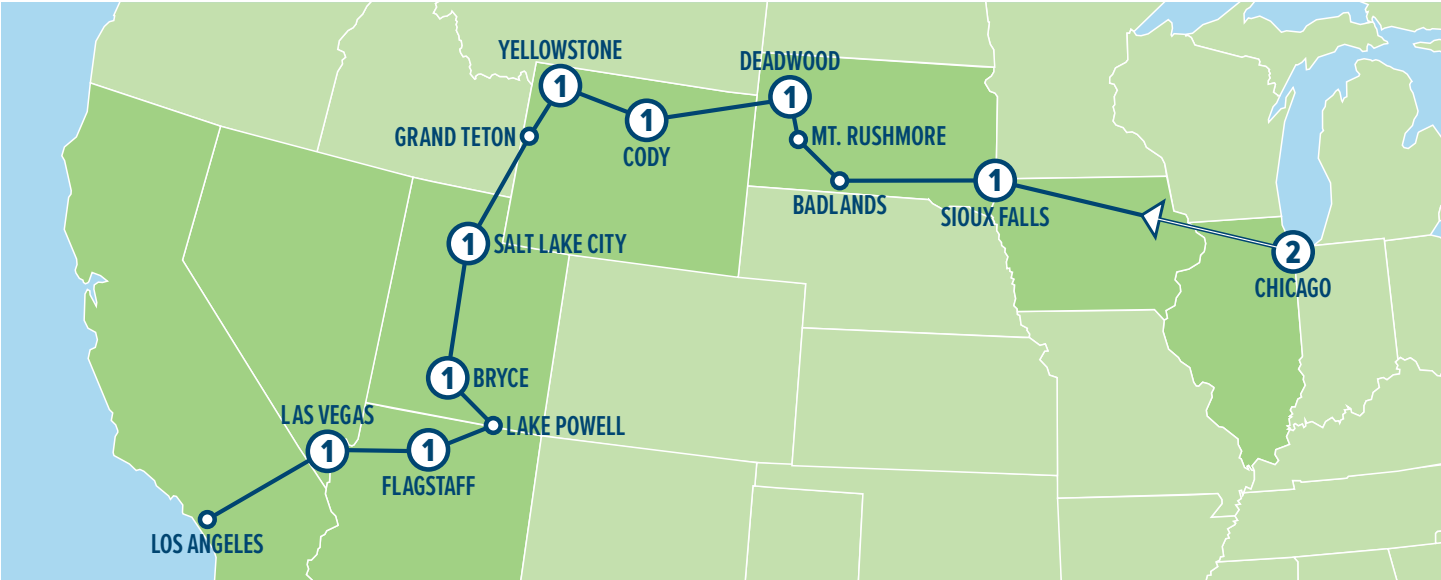 YELLOWSTONE
1
DEADWOOD
1
GRAND TETON
1
CODY
MT. RUSHMORE
BADLANDS
1
SIOUX FALLS
2
CHICAGO
1
SALT LAKE CITY
1
BRYCE
LAKE POWELL
LAS VEGAS
1
1
FLAGSTAFF
LOS ANGELES